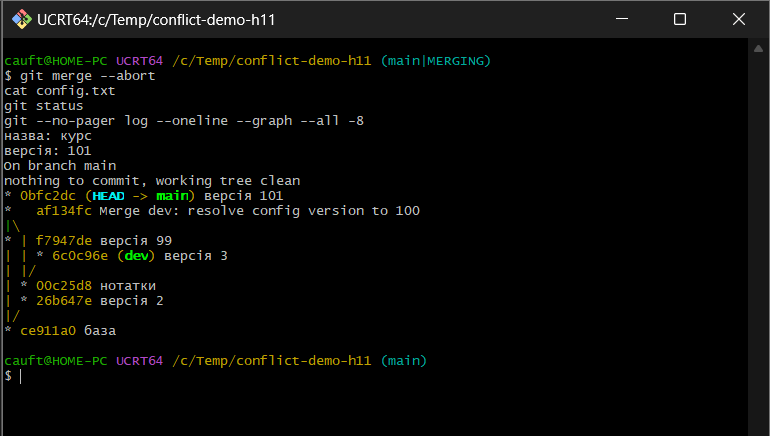 UCRT64:/c/Temp/conflict-demo-h11
cauft@HOME-PC UCRT64 /c/Temp/conflict-demo-h11 (main|MERGING)
$ git merge --abort
cat config.txt
git status
git --no-pager log --oneline --graph --all -8
назва: курс
версія: 101
On branch main
nothing to commit, working tree clean
* 0bfc2dc (HEAD -> main) версія 101
*   af134fc Merge dev: resolve config version to 100
|\
* | f7947de версія 99
| | * 6c0c96e (dev) версія 3
| |/
| * 00c25d8 нотатки
| * 26b647e версія 2
|/
* ce911a0 база
cauft@HOME-PC UCRT64 /c/Temp/conflict-demo-h11 (main)
$